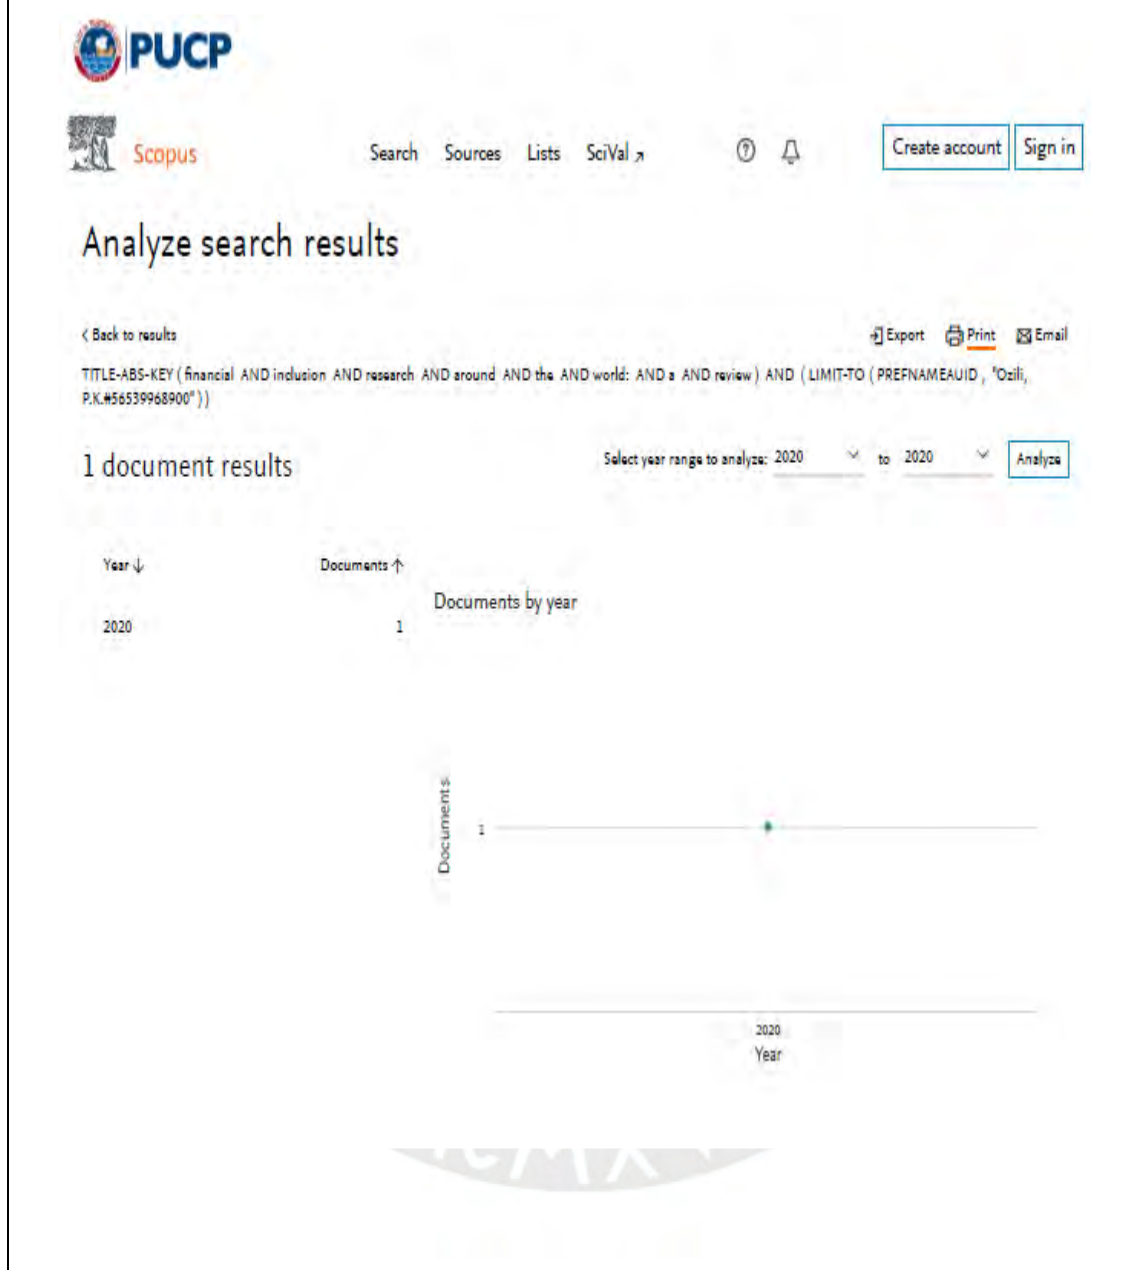 PUCP
Scopus
Search Sources Lists SciVal ↗
Create account Sign in
Analyze search results
< Back to results
Export Print Email
TITLE-ABS-KEY ( financial AND inclusion AND research AND around AND the AND world: AND a AND review ) AND ( LIMIT-TO ( PREFNAMEAUID , "Ozili,
P.K.#56539968900" ) )
1 document results
Select year range to analyze: 2020 to 2020 Analyze
Year ↓ Documents ↑
2020 1
Documents by year
Documents
1
2020
Year